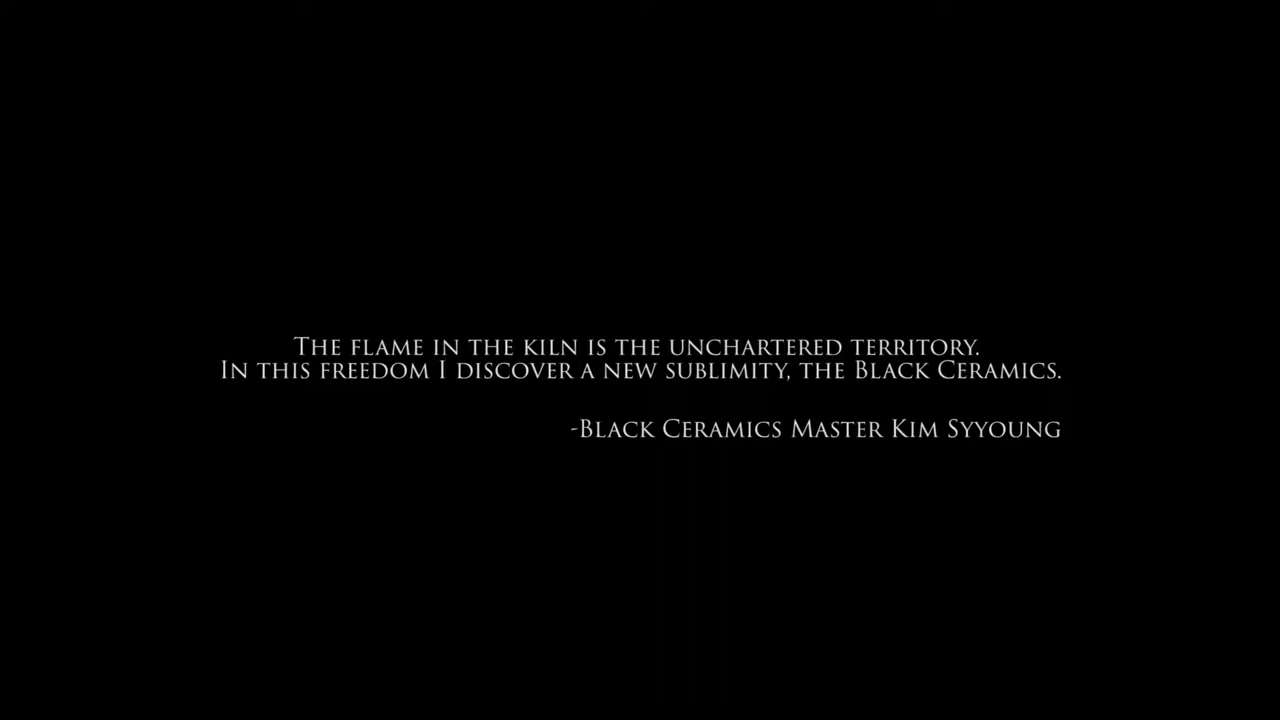 The flame in the kiln is the unchartered territory.
In this freedom I discover a new sublimity, the Black Ceramics.
-Black Ceramics Master Kim Syyoung